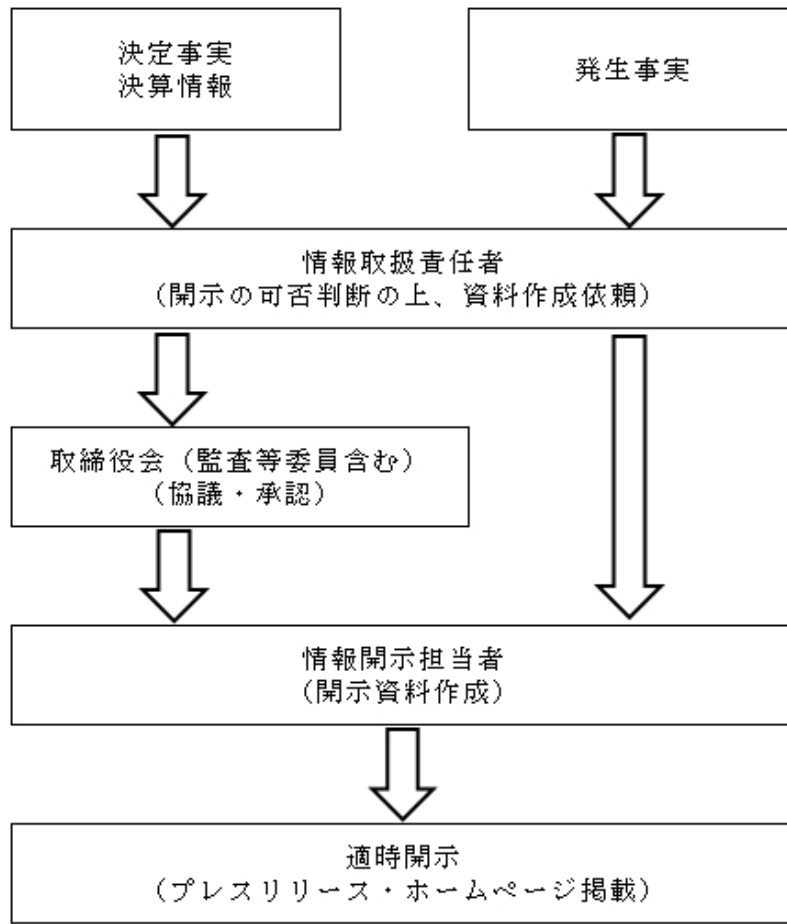 決定事実
決算情報
発生事実
情報取扱責任者
(開示の可否判断の上、資料作成依頼)
取締役会(監査等委員含む)
(協議・承認)
情報開示担当者
(開示資料作成)
適時開示
(プレスリリース・ホームページ掲載)